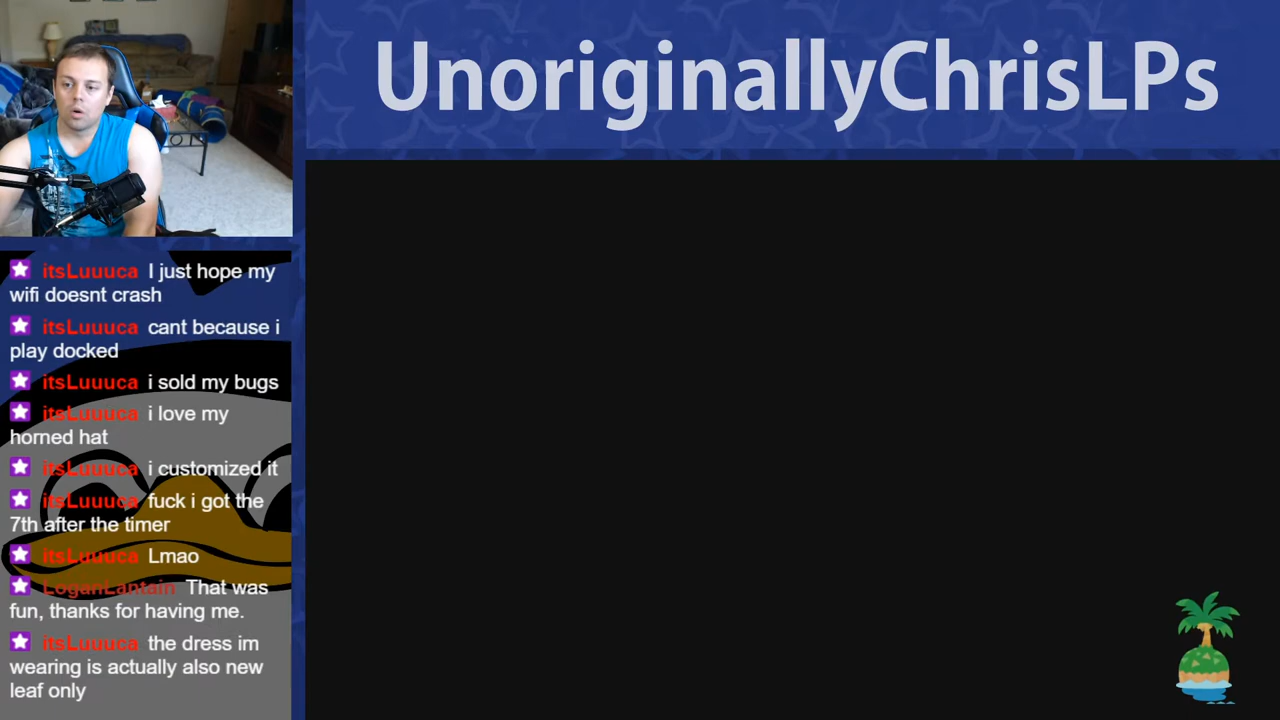 UnoriginallyChrisLPs
itsLuuuca I just hope my
wifi doesnt crash
itsLuuuca cant because i
play docked
itsLuuuca i sold my bugs
itsLuuuca i love my
horned hat
itsLuuuca i customized it
itsLuuuca fuck i got the
7th after the timer
itsLuuuca Lmao
LoganLantain That was
fun, thanks for having me.
itsLuuuca the dress im
wearing is actually also new
leaf only